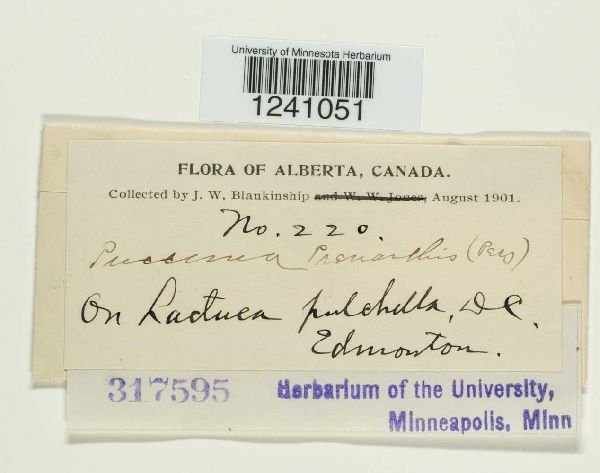 University of Minnesota Herbarium
1241051
FLORA OF ALBERTA, CANADA.
Collected by J. W. Blankinship and W. W. Jones, August 1901.
No. 220.
Puccinia Prenanthis (Pers)
On Lactuca pulchella, DC.
Edmonton.
317595
Herbarium of the University,
Minneapolis, Minn